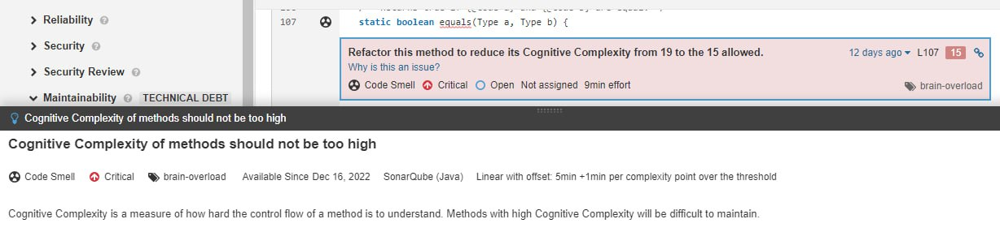 Reliability
Security
Security Review
Maintainability TECHNICAL DEBT
107 static boolean equals(Type a, Type b) {
Refactor this method to reduce its Cognitive Complexity from 19 to the 15 allowed. 12 days ago L107 15
Why is this an issue?
Code Smell Critical Open Not assigned 9min effort brain-overload
Cognitive Complexity of methods should not be too high
Cognitive Complexity of methods should not be too high
Code Smell Critical brain-overload Available Since Dec 16, 2022 SonarQube (Java) Linear with offset: 5min +1min per complexity point over the threshold
Cognitive Complexity is a measure of how hard the control flow of a method is to understand. Methods with high Cognitive Complexity will be difficult to maintain.